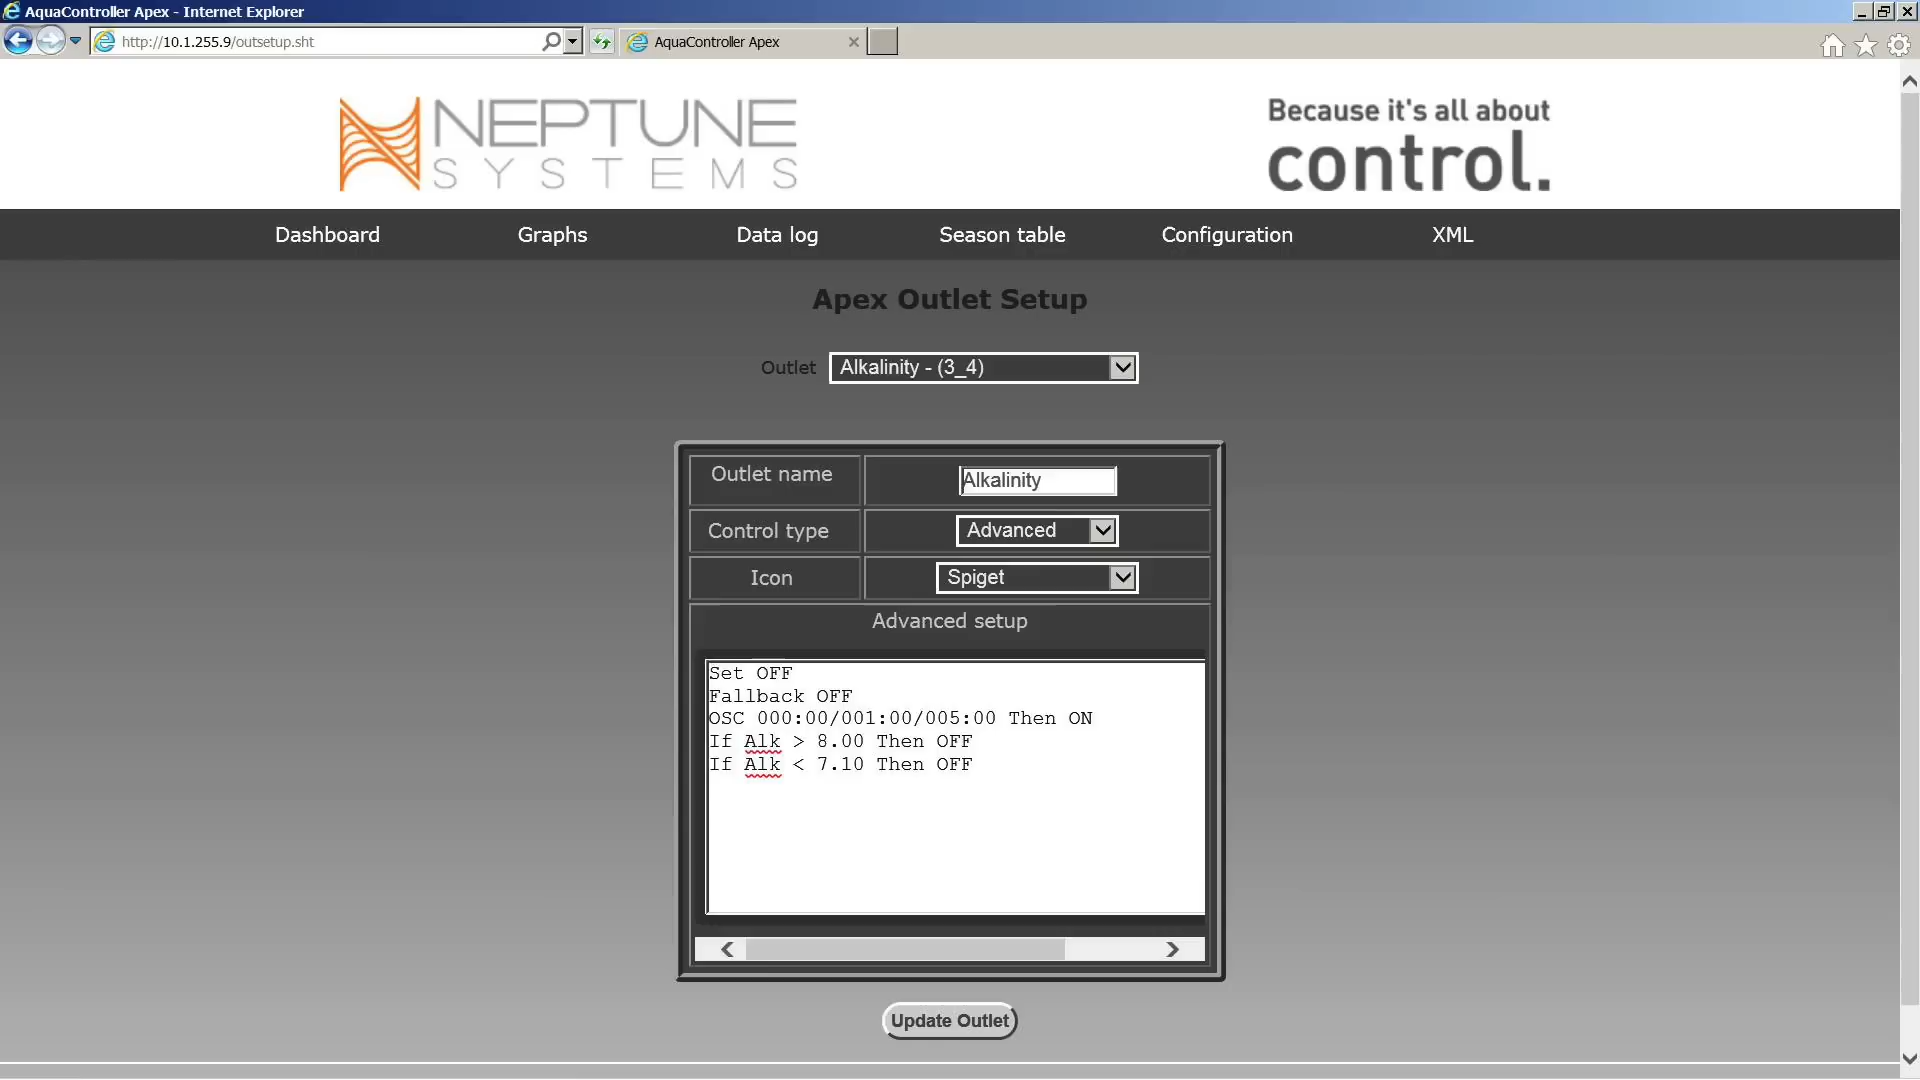 AquaController Apex - Internet Explorer
http://10.1.255.9/outsetup.sht
AquaController Apex
NEPTUNE
SYSTEMS
Because it's all about
control.
Dashboard
Graphs
Data log
Season table
Configuration
XML
Apex Outlet Setup
Outlet
Alkalinity - (3_4)
Outlet name
Alkalinity
Control type
Advanced
Icon
Spiget
Advanced setup
Set OFF
Fallback OFF
OSC 000:00/001:00/005:00 Then ON
If Alk > 8.00 Then OFF
If Alk < 7.10 Then OFF
Update Outlet